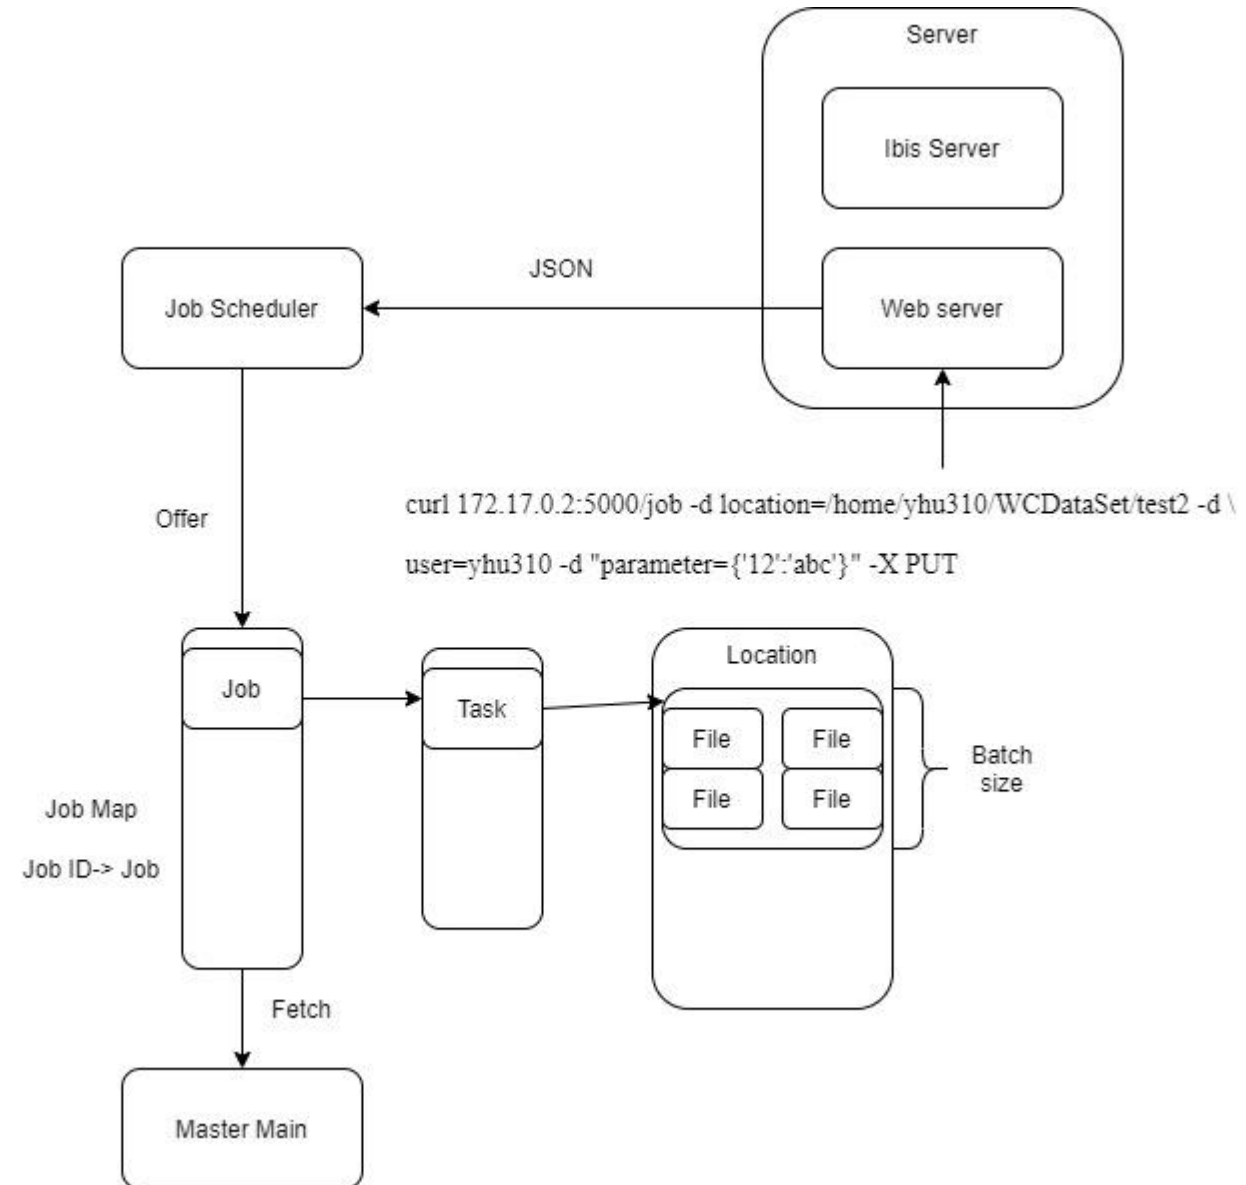 Server
Ibis Server
JSON
Job Scheduler
Web server
curl 172.17.0.2:5000/job -d location=/home/yhu310/WCDataSet/test2 -d \
user=yhu310 -d "parameter={'12':'abc'}" -X PUT
Offer
Job
Task
Location
File
File
File
File
Batch
size
Job Map
Job ID-> Job
Fetch
Master Main